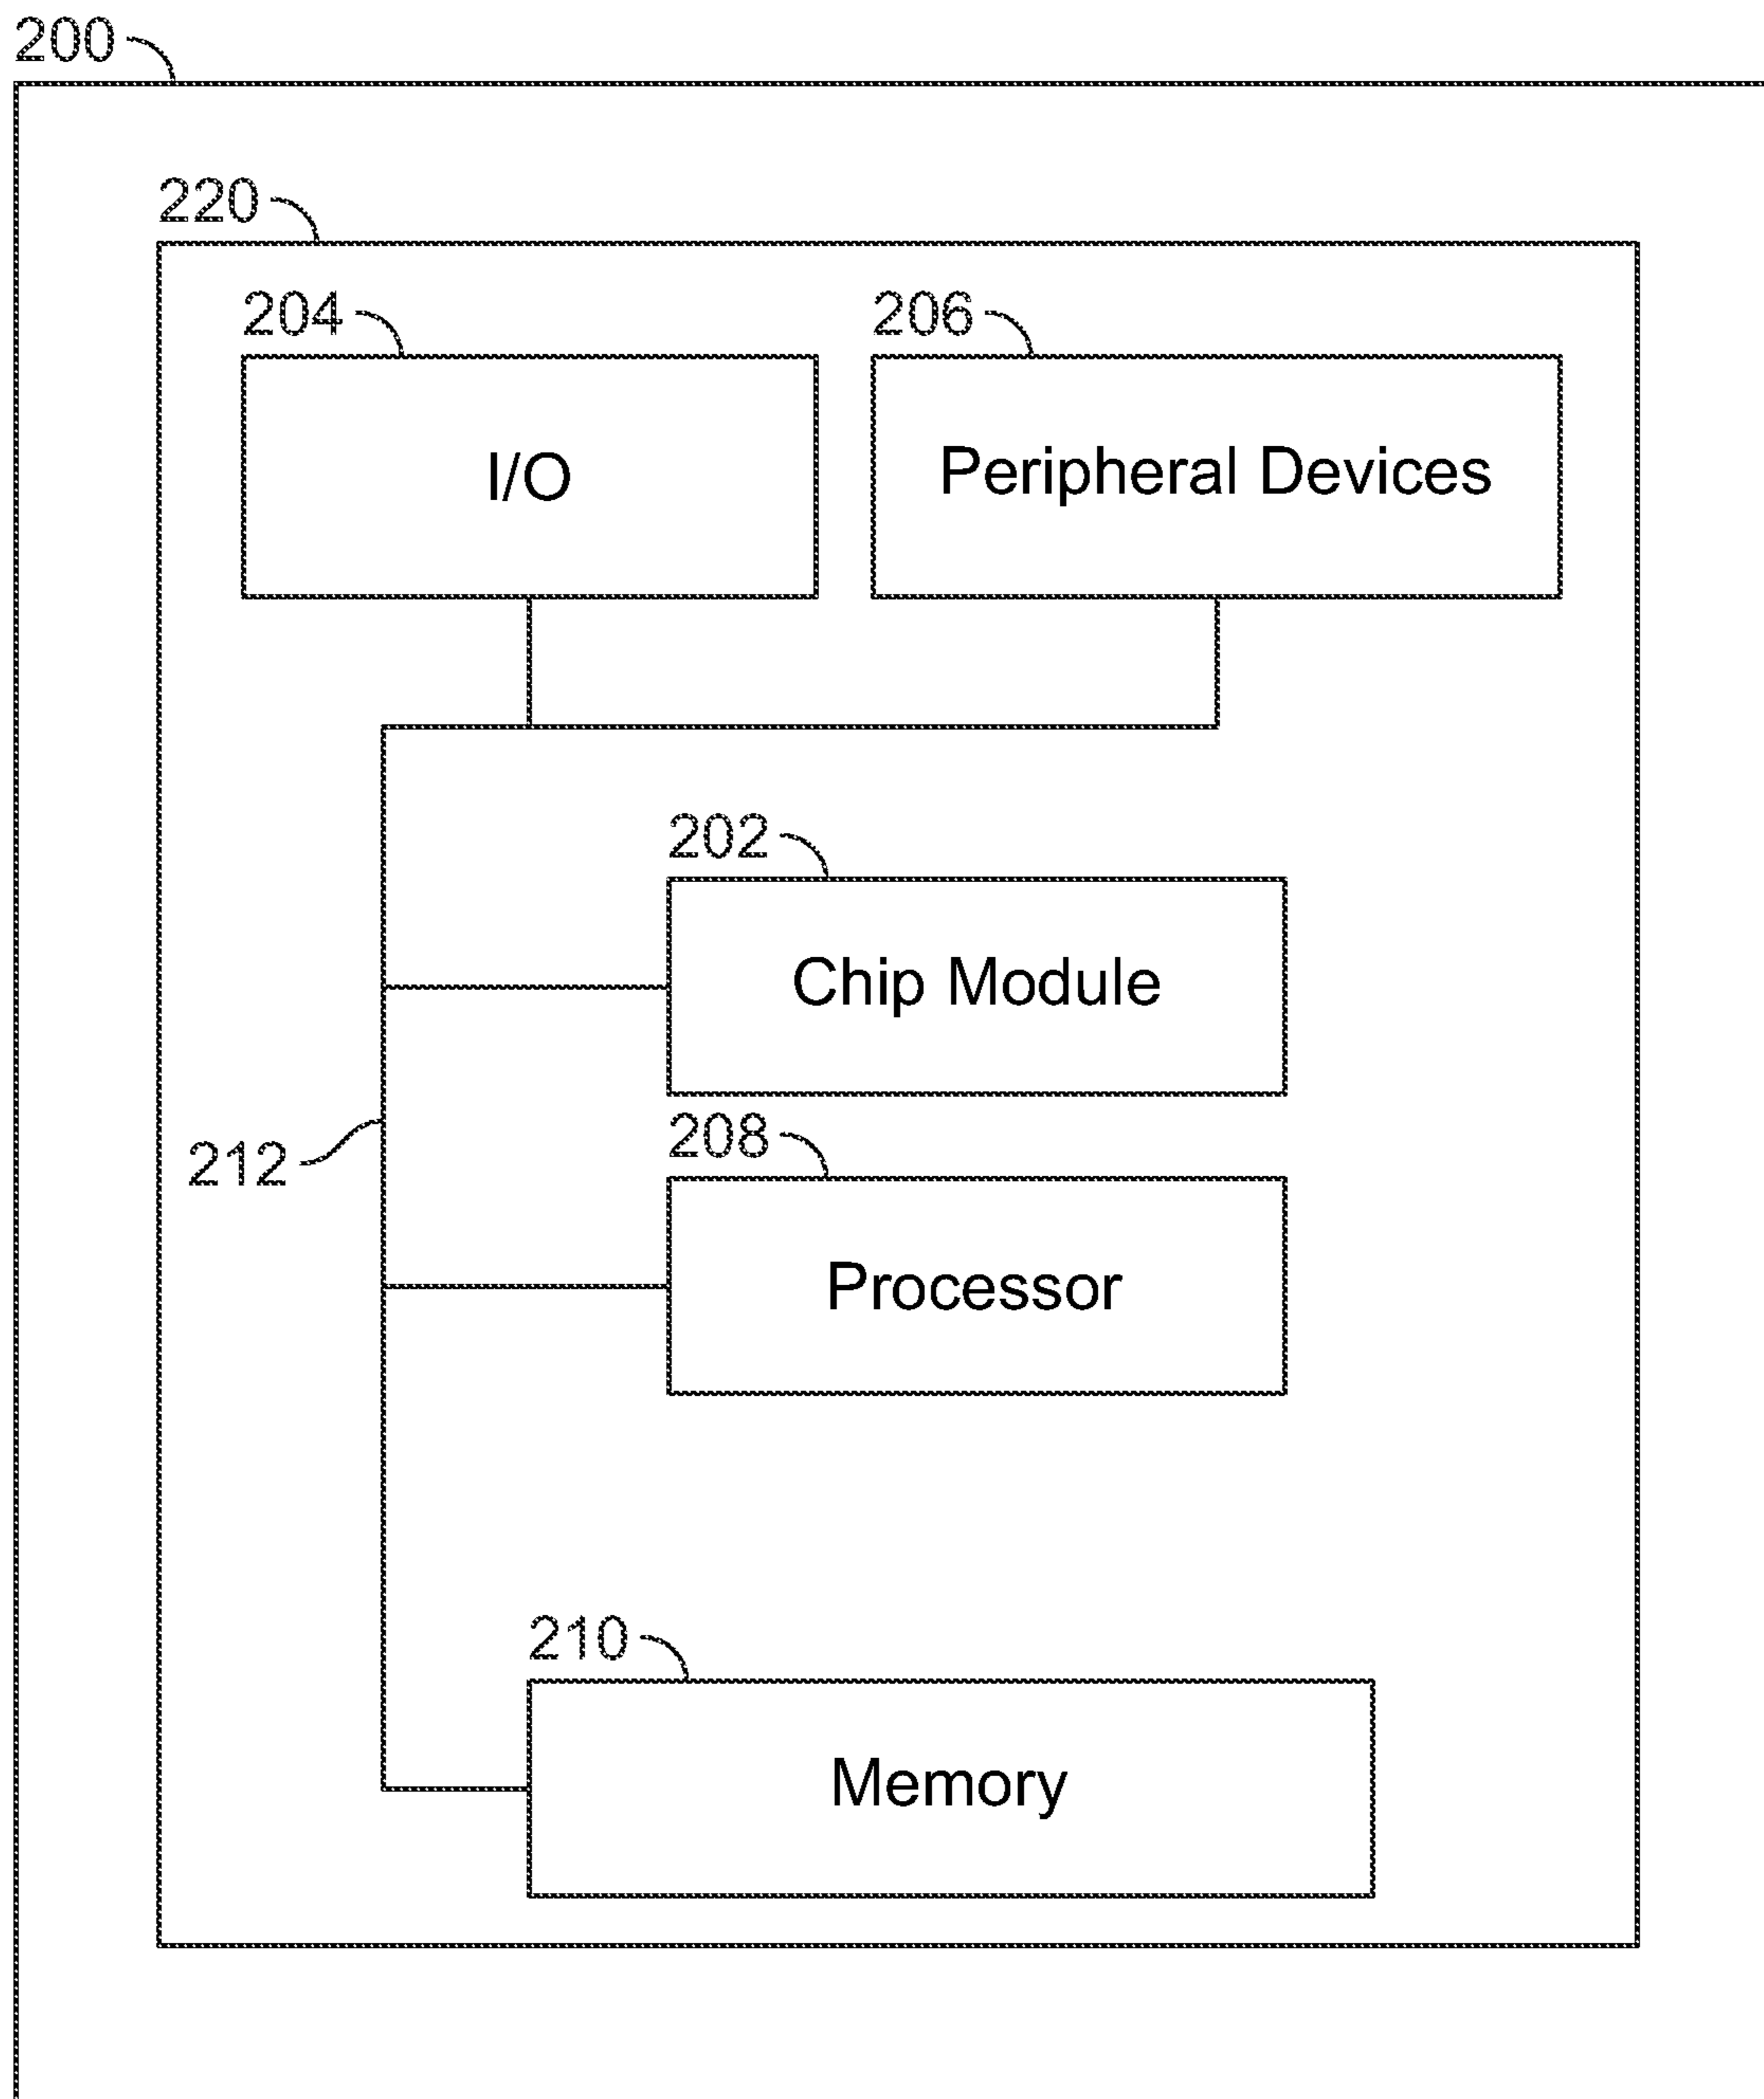 200
220
204
206
I/O
Peripheral Devices
202
Chip Module
212
208
Processor
210
Memory